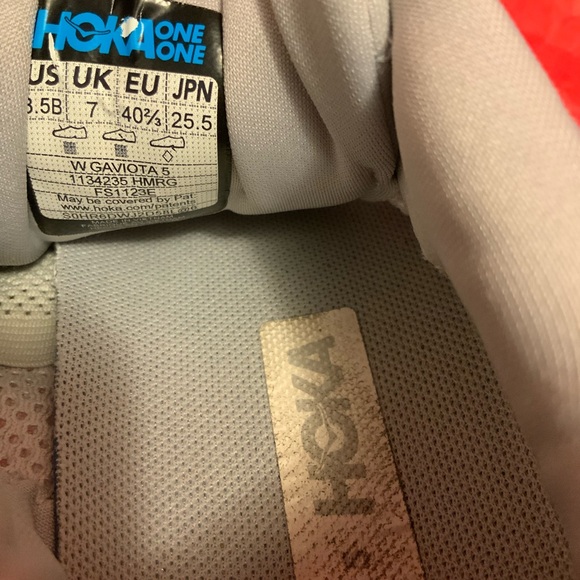 HOKA ONE ONE
US UK EU JPN
8.5B 7 40⅔ 25.5
W GAVIOTA 5
1134235 HMRG
FS1123E
May be covered by Pat.
www.hoka.com/patents
HOKA